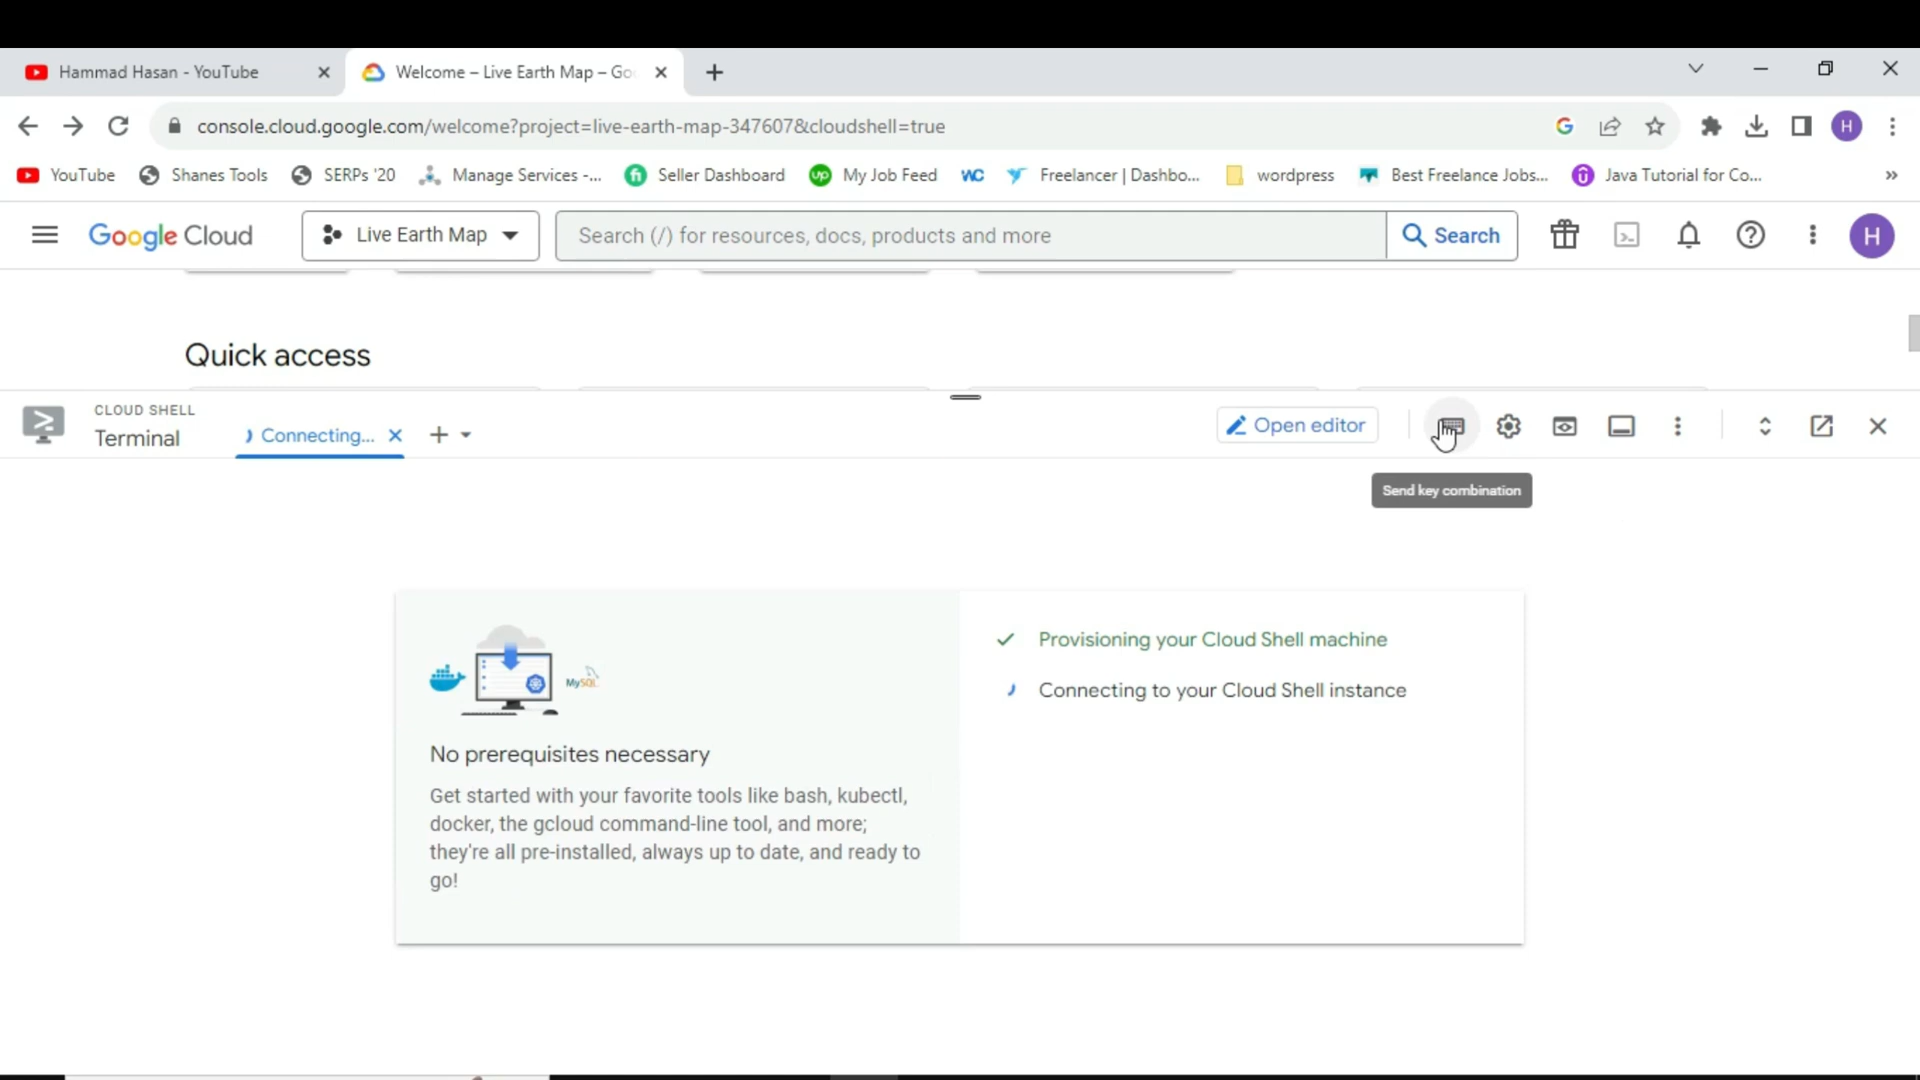 Hammad Hasan - YouTube
Welcome – Live Earth Map – Go
console.cloud.google.com/welcome?project=live-earth-map-347607&cloudshell=true
H
YouTube
Shanes Tools
SERPs '20
Manage Services -...
fi
Seller Dashboard
up
My Job Feed
WC
Freelancer | Dashbo...
wordpress
Best Freelance Jobs...
Java Tutorial for Co...
»
Google Cloud
Live Earth Map
Search (/) for resources, docs, products and more
Search
H
Quick access
CLOUD SHELL
Terminal
Connecting...
Open editor
Send key combination
MySQL
No prerequisites necessary
Get started with your favorite tools like bash, kubectl,
docker, the gcloud command-line tool, and more;
they're all pre-installed, always up to date, and ready to
go!
Provisioning your Cloud Shell machine
Connecting to your Cloud Shell instance